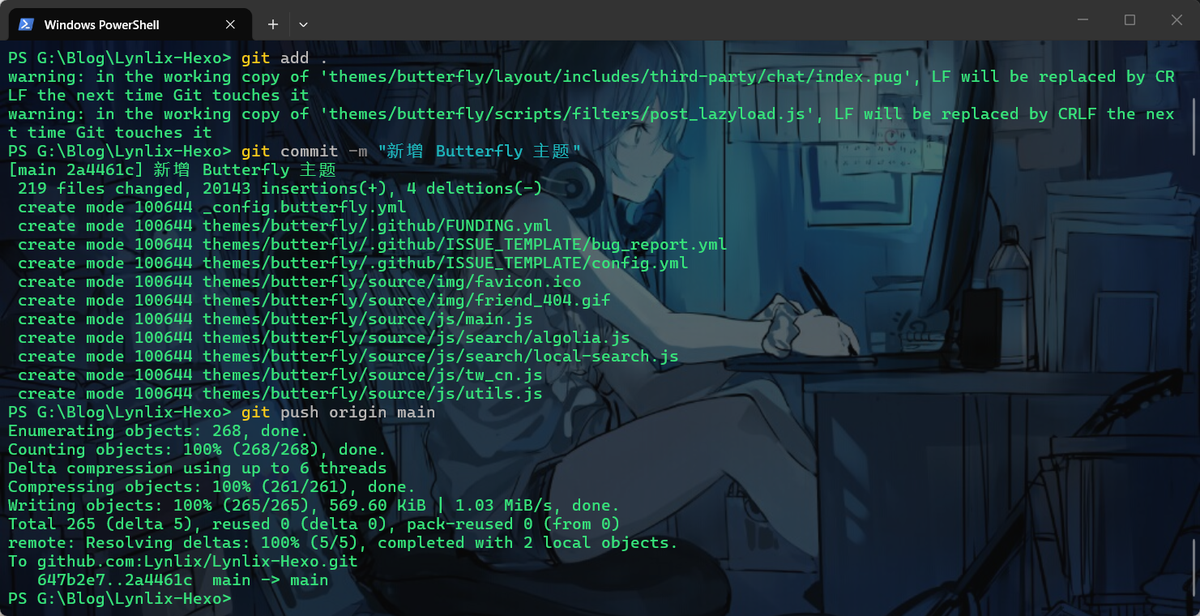 Windows PowerShell
PS G:\Blog\Lynlix-Hexo> git add .
warning: in the working copy of 'themes/butterfly/layout/includes/third-party/chat/index.pug', LF will be replaced by CR
LF the next time Git touches it
warning: in the working copy of 'themes/butterfly/scripts/filters/post_lazyload.js', LF will be replaced by CRLF the nex
t time Git touches it
PS G:\Blog\Lynlix-Hexo> git commit -m "新增 Butterfly 主题"
[main 2a4461c] 新增 Butterfly 主题
 219 files changed, 20143 insertions(+), 4 deletions(-)
 create mode 100644 _config.butterfly.yml
 create mode 100644 themes/butterfly/.github/FUNDING.yml
 create mode 100644 themes/butterfly/.github/ISSUE_TEMPLATE/bug_report.yml
 create mode 100644 themes/butterfly/.github/ISSUE_TEMPLATE/config.yml
 create mode 100644 themes/butterfly/source/img/favicon.ico
 create mode 100644 themes/butterfly/source/img/friend_404.gif
 create mode 100644 themes/butterfly/source/js/main.js
 create mode 100644 themes/butterfly/source/js/search/algolia.js
 create mode 100644 themes/butterfly/source/js/search/local-search.js
 create mode 100644 themes/butterfly/source/js/tw_cn.js
 create mode 100644 themes/butterfly/source/js/utils.js
PS G:\Blog\Lynlix-Hexo> git push origin main
Enumerating objects: 268, done.
Counting objects: 100% (268/268), done.
Delta compression using up to 6 threads
Compressing objects: 100% (261/261), done.
Writing objects: 100% (265/265), 569.60 KiB | 1.03 MiB/s, done.
Total 265 (delta 5), reused 0 (delta 0), pack-reused 0 (from 0)
remote: Resolving deltas: 100% (5/5), completed with 2 local objects.
To github.com:Lynlix/Lynlix-Hexo.git
   647b2e7..2a4461c  main -> main
PS G:\Blog\Lynlix-Hexo>